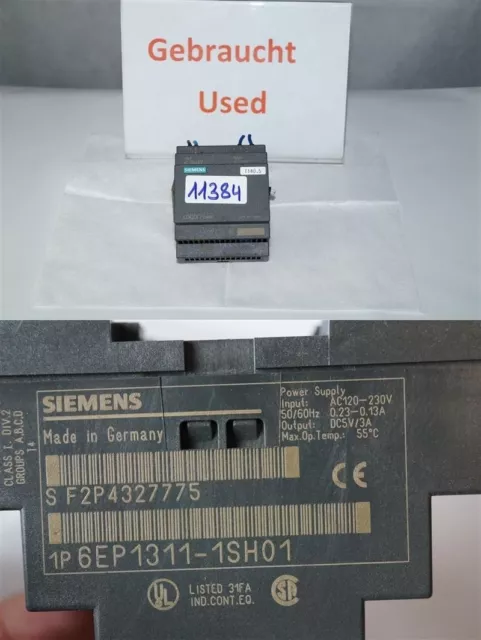 Gebraucht
Used
SIEMENS
11384
SIEMENS
Made in Germany
Power Supply
Input: AC120-230V
50/60Hz 0.23-0.13A
Output: DC5V/3A
Max.Op.Temp.: 55°C
CLASS I, DIV.2
GROUPS A,B,C,D
T4
S F2P4327775
CE
1P 6EP1311-1SH01
UL
LISTED 31FA
IND.CONT.EQ.